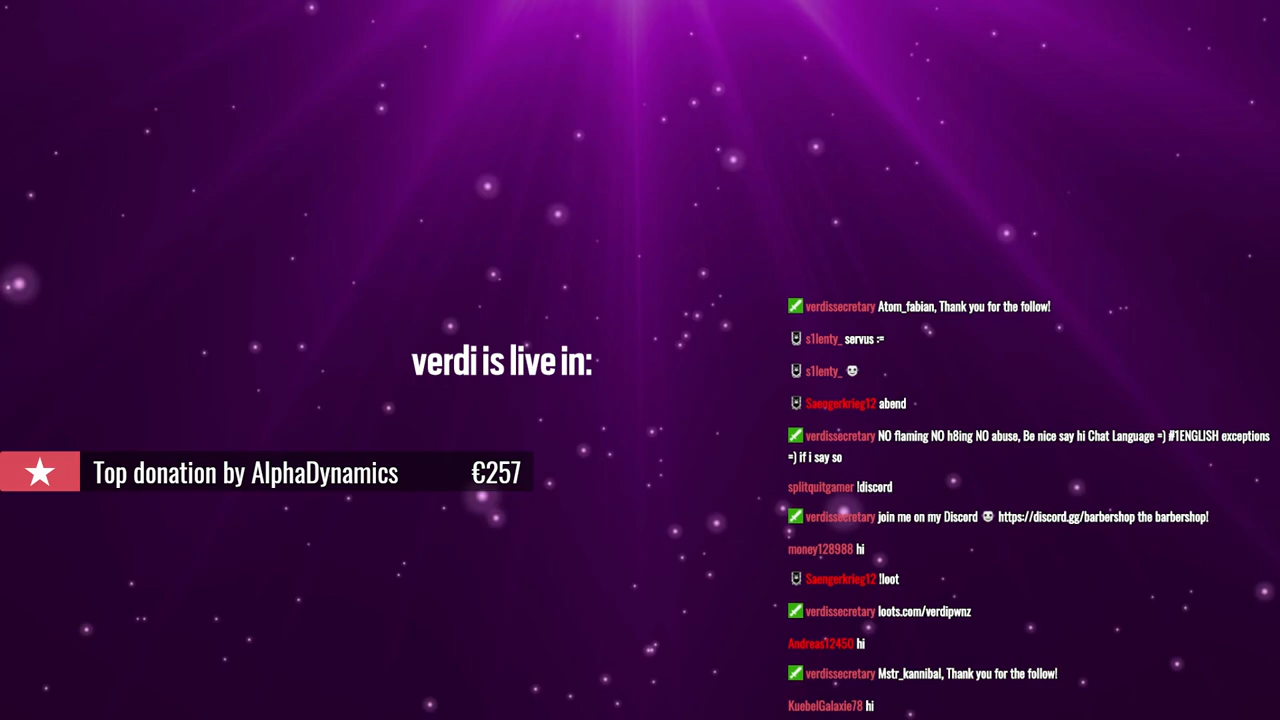 verdissecretary Atom_fabian, Thank you for the follow!
s1lenty_ servus :=
s1lenty_
verdi is live in:
Saengerkrieg12 abend
verdissecretary NO flaming NO h8ing NO abuse, Be nice say hi Chat Language =) #1ENGLISH exceptions
=) if i say so
Top donation by AlphaDynamics €257
splitquitgamer !discord
verdissecretary join me on my Discord https://discord.gg/barbershop the barbershop!
money128988 hi
Saengerkrieg12 !loot
verdissecretary loots.com/verdipwnz
Andreas12450 hi
verdissecretary Mstr_kannibal, Thank you for the follow!
KuebelGalaxie78 hi